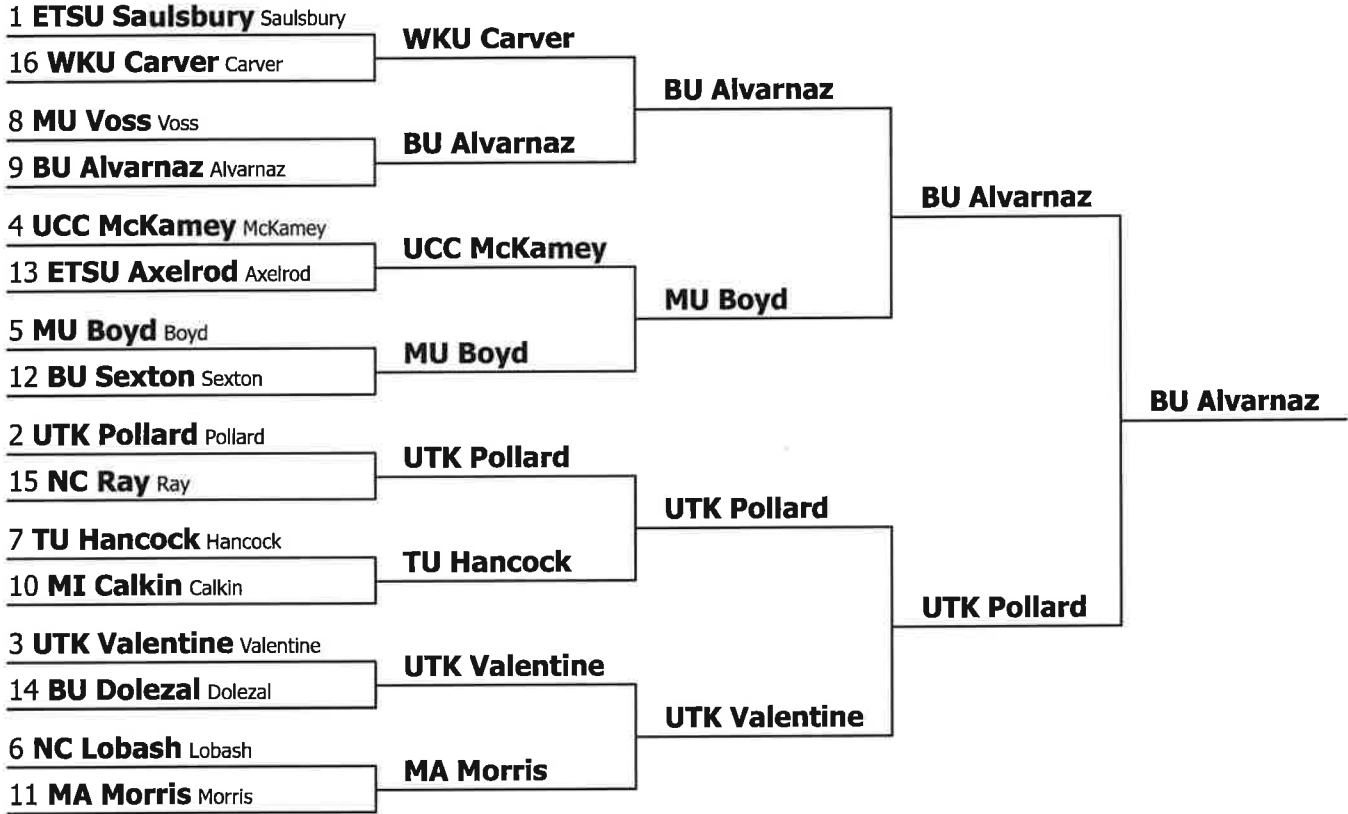 1 ETSU Saulsbury Saulsbury
16 WKU Carver Carver
8 MU Voss Voss
9 BU Alvarnaz Alvarnaz
4 UCC McKamey McKamey
13 ETSU Axelrod Axelrod
5 MU Boyd Boyd
12 BU Sexton Sexton
2 UTK Pollard Pollard
15 NC Ray Ray
7 TU Hancock Hancock
10 MI Calkin Calkin
3 UTK Valentine Valentine
14 BU Dolezal Dolezal
6 NC Lobash Lobash
11 MA Morris Morris
WKU Carver
BU Alvarnaz
UCC McKamey
MU Boyd
UTK Pollard
TU Hancock
UTK Valentine
MA Morris
BU Alvarnaz
MU Boyd
UTK Pollard
UTK Valentine
BU Alvarnaz
UTK Pollard
BU Alvarnaz